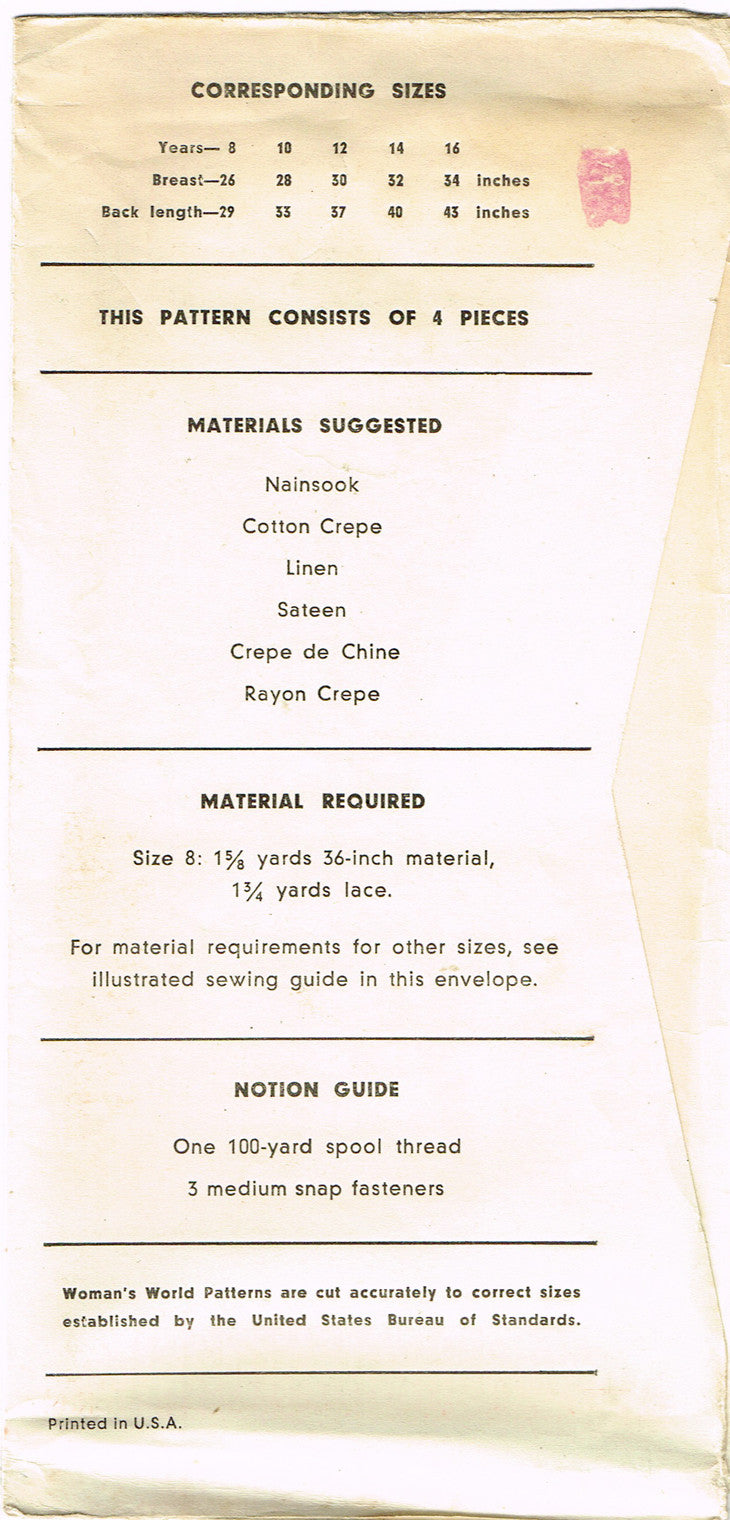 CORRESPONDING SIZES
Years— 8 10 12 14 16
Breast—26 28 30 32 34 inches
Back length—29 33 37 40 43 inches
THIS PATTERN CONSISTS OF 4 PIECES
MATERIALS SUGGESTED
Nainsook
Cotton Crepe
Linen
Sateen
Crepe de Chine
Rayon Crepe
MATERIAL REQUIRED
Size 8: 1⅝ yards 36-inch material,
1¾ yards lace.
For material requirements for other sizes, see
illustrated sewing guide in this envelope.
NOTION GUIDE
One 100-yard spool thread
3 medium snap fasteners
Woman's World Patterns are cut accurately to correct sizes
established by the United States Bureau of Standards.
Printed in U.S.A.